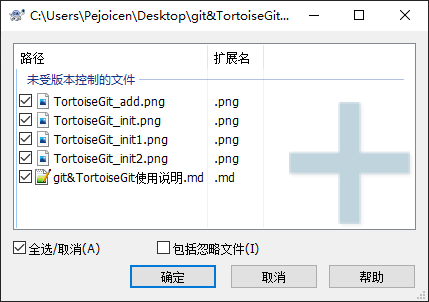 C:\Users\Pejoicen\Desktop\git&TortoiseGit...
路径 扩展名
未受版本控制的文件
TortoiseGit_add.png .png
TortoiseGit_init.png .png
TortoiseGit_init1.png .png
TortoiseGit_init2.png .png
git&TortoiseGit使用说明.md .md
全选/取消(A) 包括忽略文件(I)
确定 取消 帮助